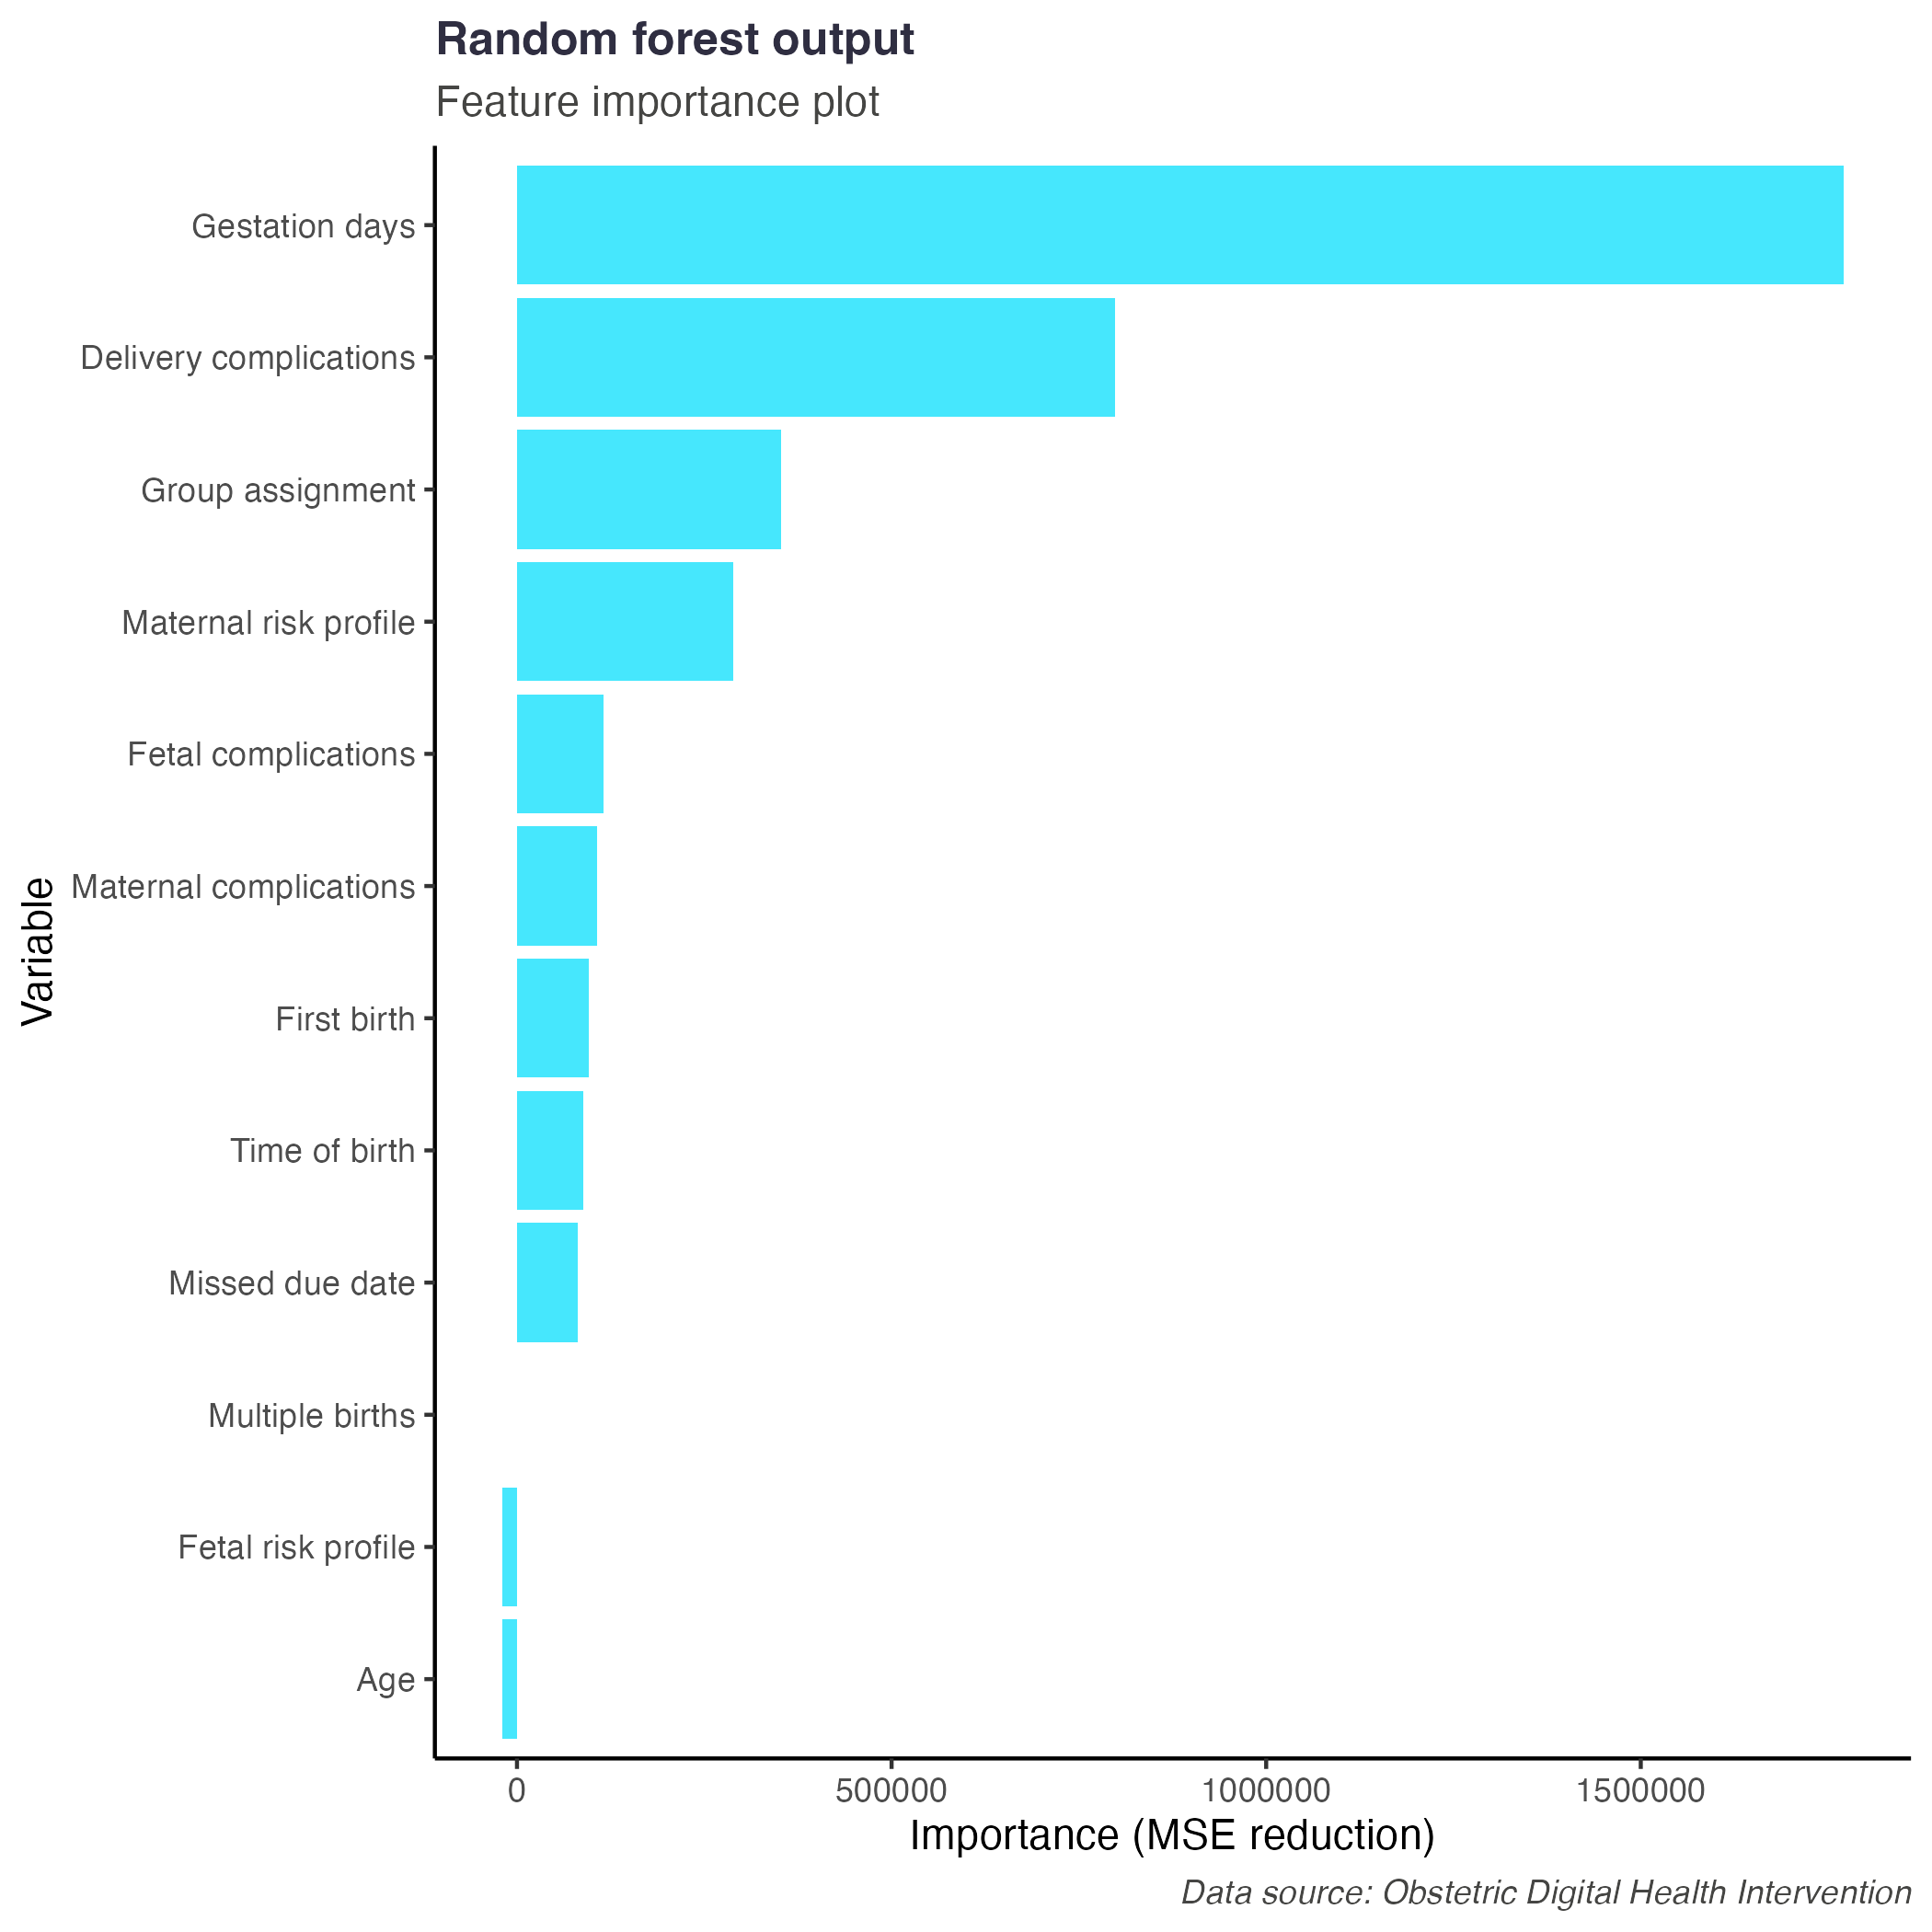 Random forest output
Feature importance plot
Gestation days
Delivery complications
Group assignment
Maternal risk profile
Fetal complications
Maternal complications
First birth
Time of birth
Missed due date
Multiple births
Fetal risk profile
Age
Variable
0 500000 1000000 1500000
Importance (MSE reduction)
Data source: Obstetric Digital Health Intervention